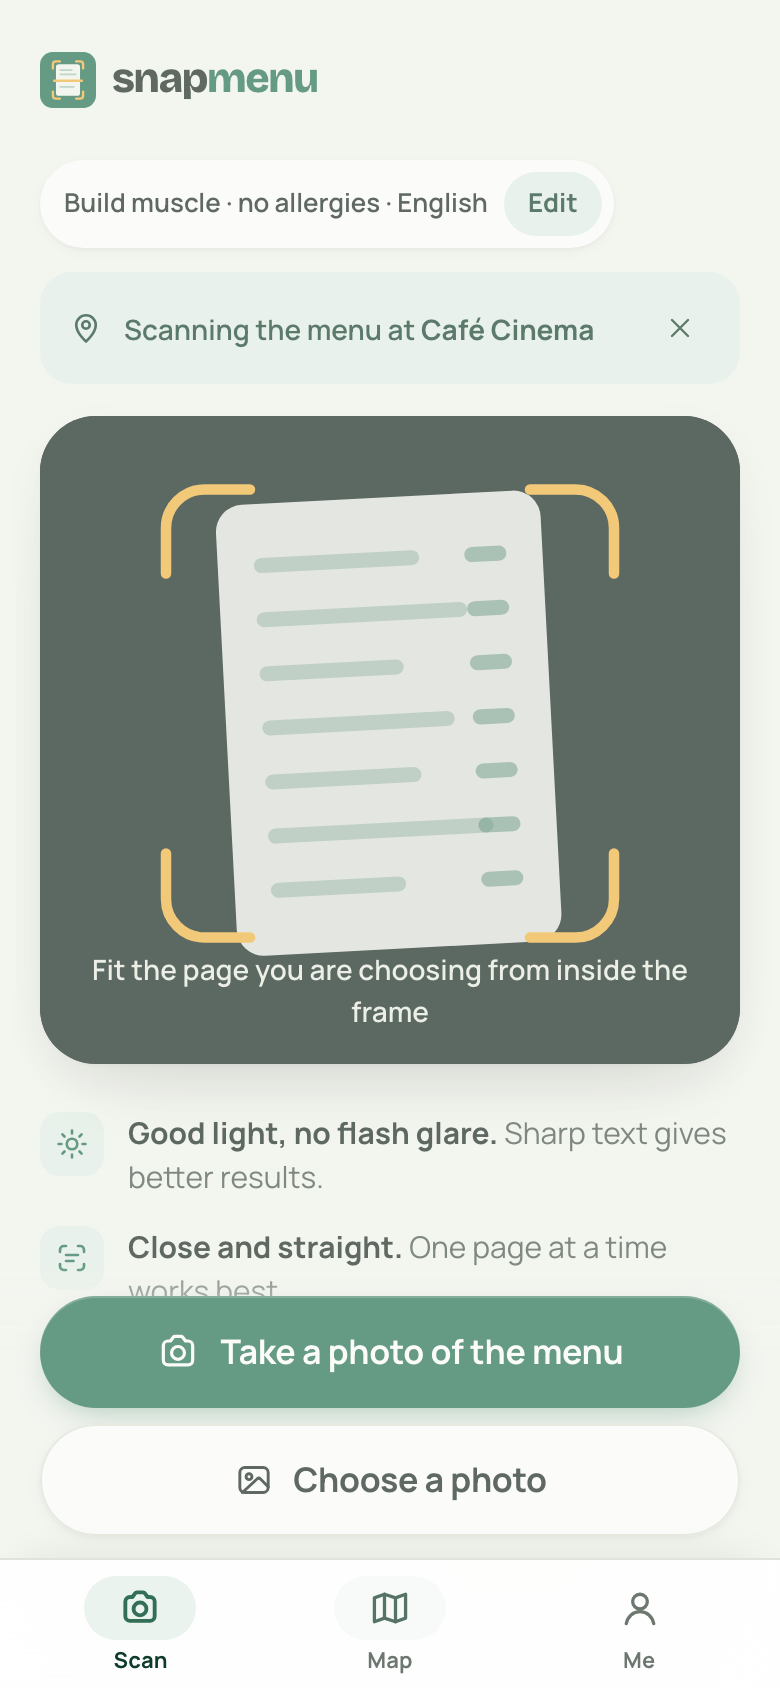 snapmenu
Build muscle · no allergies · English Edit
Scanning the menu at Café Cinema
Fit the page you are choosing from inside the
frame
Good light, no flash glare. Sharp text gives
better results.
Close and straight. One page at a time
works best
Take a photo of the menu
Choose a photo
Scan Map Me